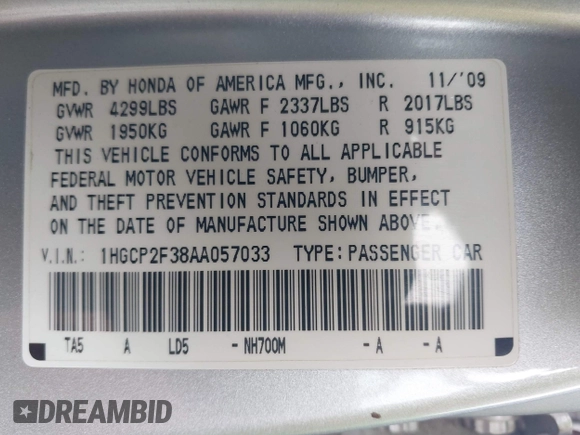 MFD. BY HONDA OF AMERICA MFG., INC. 11/'09
GVWR 4299LBS GAWR F 2337LBS R 2017LBS
GVWR 1950KG GAWR F 1060KG R 915KG
THIS VEHICLE CONFORMS TO ALL APPLICABLE
FEDERAL MOTOR VEHICLE SAFETY, BUMPER,
AND THEFT PREVENTION STANDARDS IN EFFECT
ON THE DATE OF MANUFACTURE SHOWN ABOVE.
V.I.N.: 1HGCP2F38AA057033 TYPE:PASSENGER CAR
TA5 A LD5 -NH700M -A -A
DREAMBID